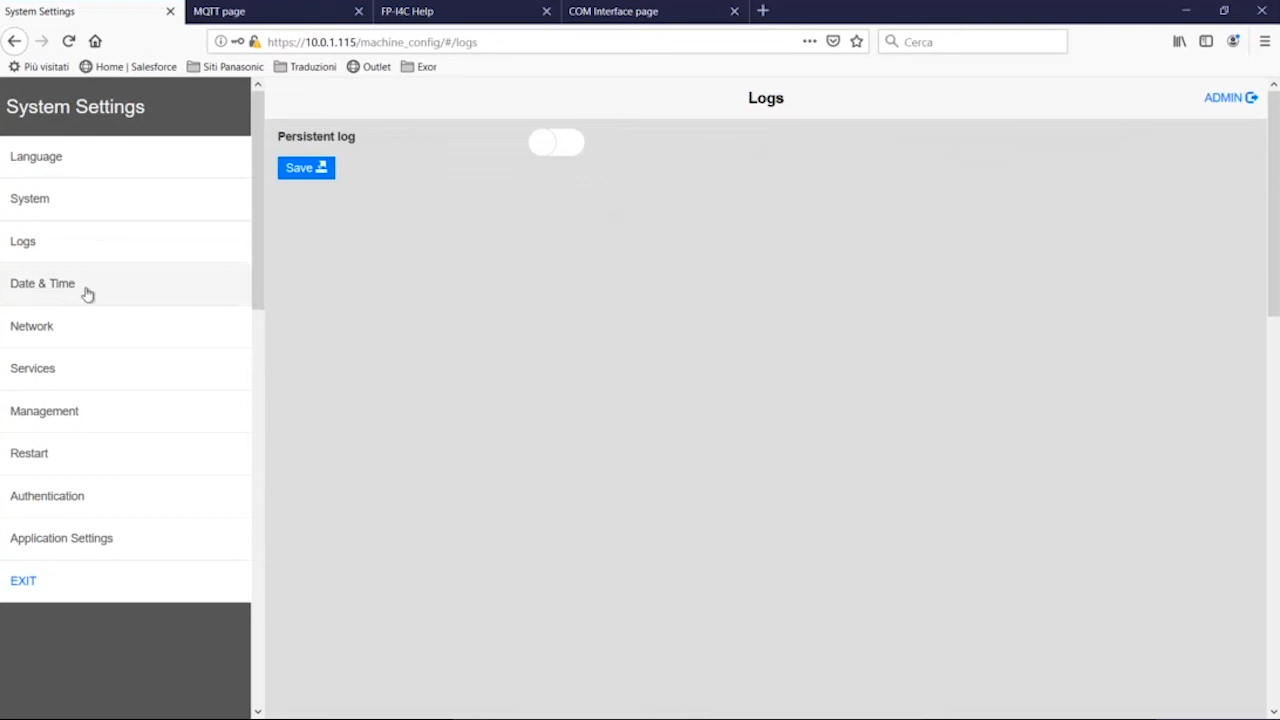 System Settings
MQTT page
FP-I4C Help
COM Interface page
https://10.0.1.115/machine_config/#/logs
Cerca
Più visitati
Home | Salesforce
Siti Panasonic
Traduzioni
Outlet
Exor
System Settings
Logs
ADMIN
Persistent log
Save
Language
System
Logs
Date & Time
Network
Services
Management
Restart
Authentication
Application Settings
EXIT